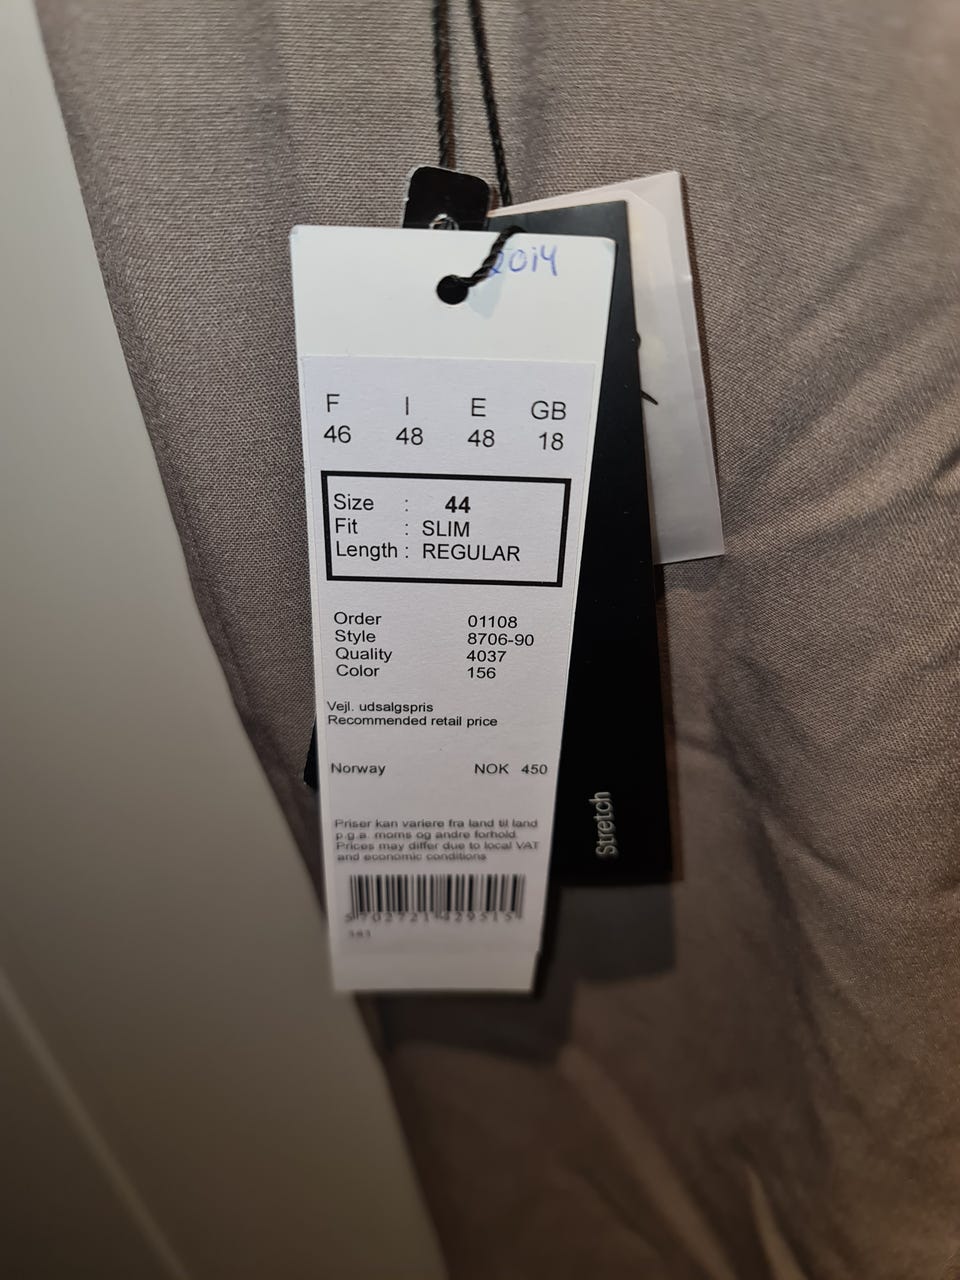 2014
F I E GB
46 48 48 18
Size : 44
Fit : SLIM
Length : REGULAR
Order 01108
Style 8706-90
Quality 4037
Color 156
Vejl. udsalgspris
Recommended retail price
Norway NOK 450
Priser kan variere fra land til land
p.g.a. moms og andre forhold.
Prices may differ due to local VAT
and economic conditions
Stretch